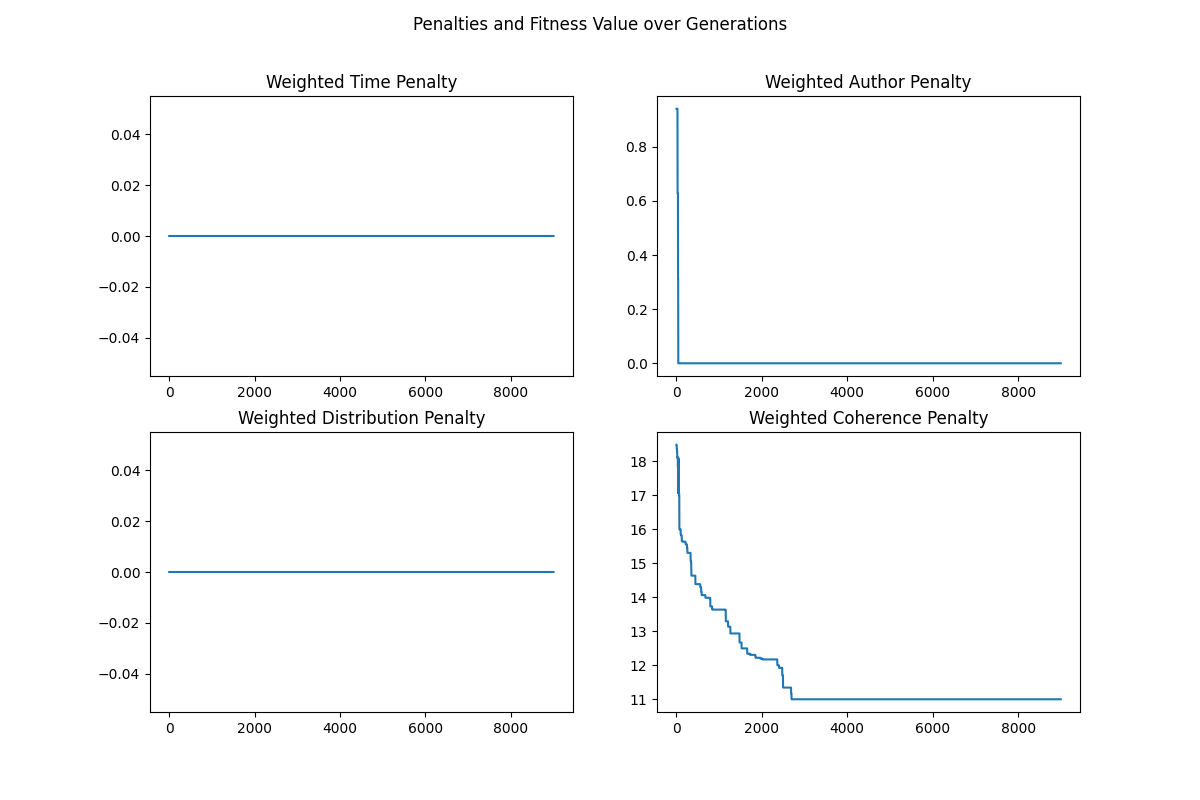 Penalties and Fitness Value over Generations
Weighted Time Penalty
0.04
0.02
0.00
−0.02
−0.04
0 2000 4000 6000 8000
Weighted Author Penalty
0.8
0.6
0.4
0.2
0.0
0 2000 4000 6000 8000
Weighted Distribution Penalty
0.04
0.02
0.00
−0.02
−0.04
0 2000 4000 6000 8000
Weighted Coherence Penalty
18
17
16
15
14
13
12
11
0 2000 4000 6000 8000